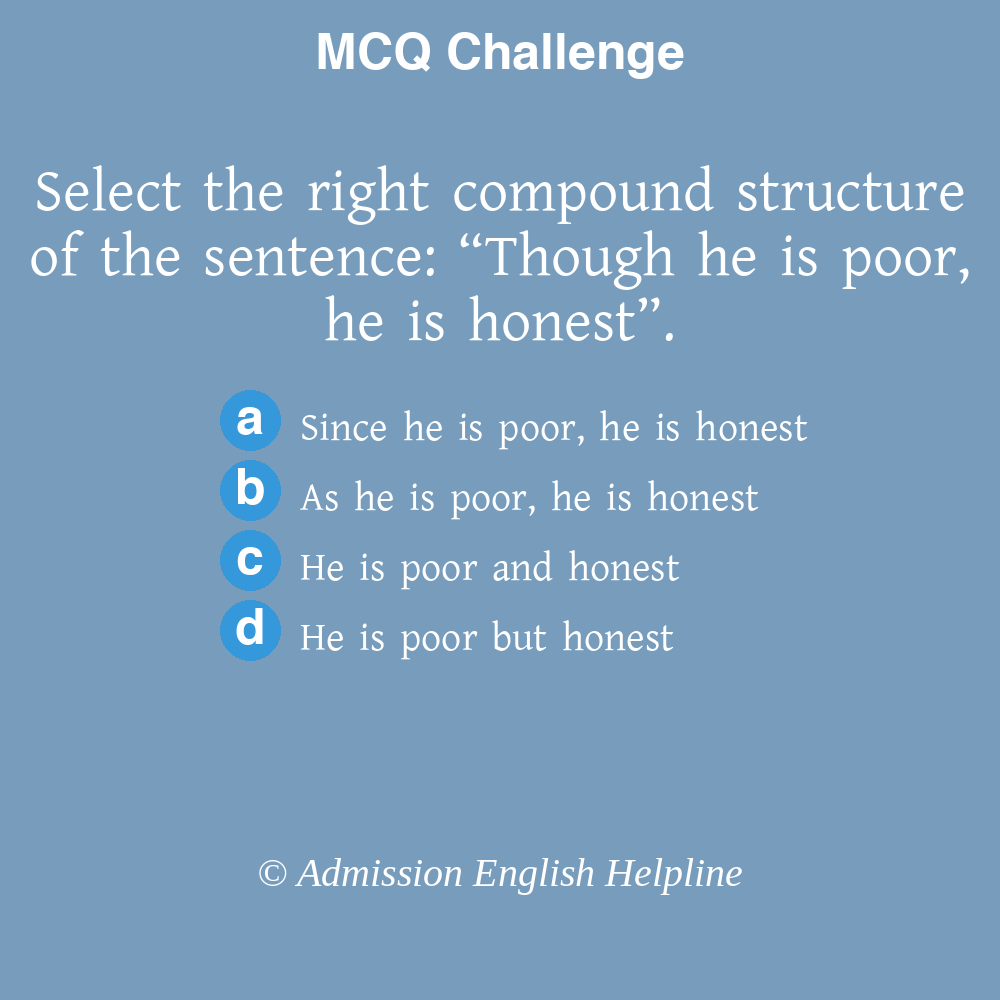 MCQ Challenge
Select the right compound structure
of the sentence: “Though he is poor,
he is honest”.
a Since he is poor, he is honest
b As he is poor, he is honest
c He is poor and honest
d He is poor but honest
© Admission English Helpline